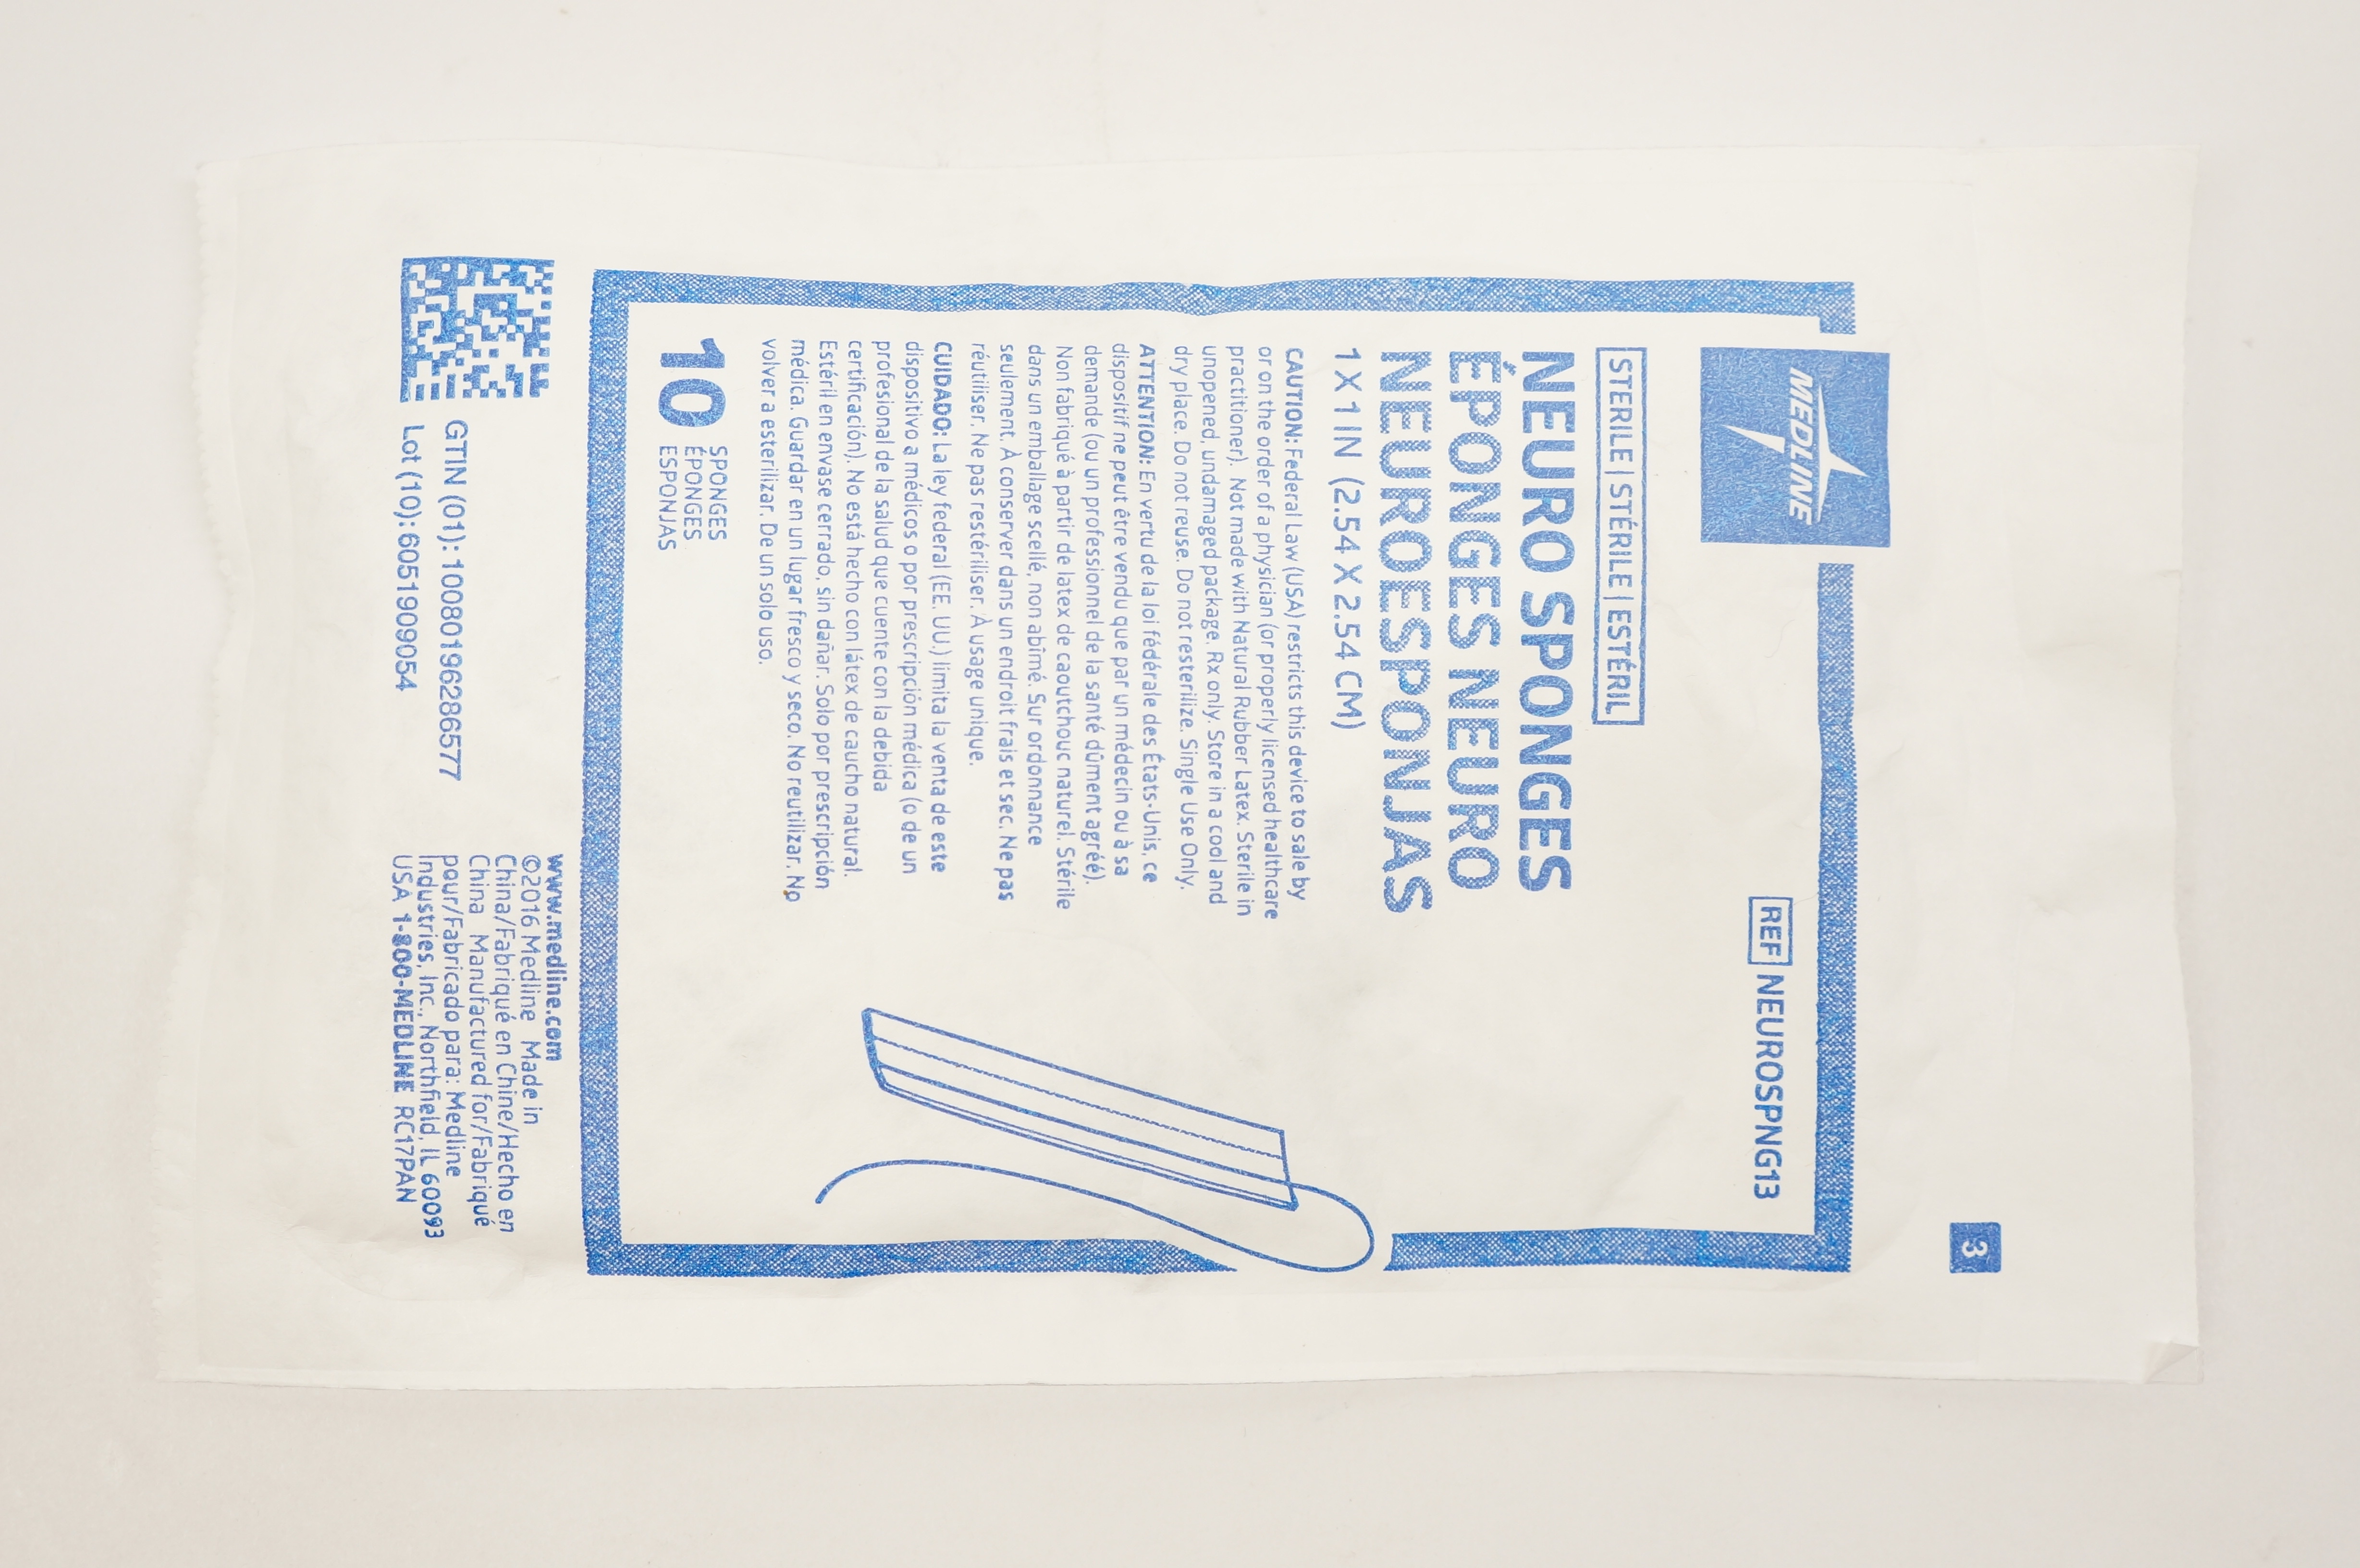 3
MEDLINE
REF NEUROSPNG13
STERILE | STÉRILE | ESTÉRIL
NEURO SPONGES
ÉPONGES NEURO
NEUROESPONJAS
1 X 1 IN (2.54 X 2.54 CM)
CAUTION: Federal Law (USA) restricts this device to sale by
or on the order of a physician (or properly licensed healthcare
practitioner). Not made with Natural Rubber Latex. Sterile in
unopened, undamaged package. Rx only. Store in a cool and
dry place. Do not reuse. Do not resterilize. Single Use Only.
ATTENTION: En vertu de la loi fédérale des États-Unis, ce
dispositif ne peut être vendu que par un médecin ou à sa
demande (ou un professionnel de la santé dûment agréé).
Non fabriqué à partir de latex de caoutchouc naturel. Stérile
dans un emballage scellé, non abîmé. Sur ordonnance
seulement. À conserver dans un endroit frais et sec. Ne pas
réutiliser. Ne pas restériliser. À usage unique.
CUIDADO: La ley federal (EE. UU.) limita la venta de este
dispositivo a médicos o por prescripción médica (o de un
profesional de la salud que cuente con la debida
certificación). No está hecho con látex de caucho natural.
Estéril en envase cerrado, sin dañar. Solo por prescripción
médica. Guardar en un lugar fresco y seco. No reutilizar. No
volver a esterilizar. De un solo uso.
10
SPONGES
ÉPONGES
ESPONJAS
GTIN (01): 10080196286577
Lot (10): 60519090​54
www.medline.com
©2016 Medline Made in
China/Fabriqué en Chine/Hecho en
China Manufactured for/Fabriqué
pour/Fabricado para: Medline
Industries, Inc., Northfield, IL 60093
USA 1-800-MEDLINE RC17PAN